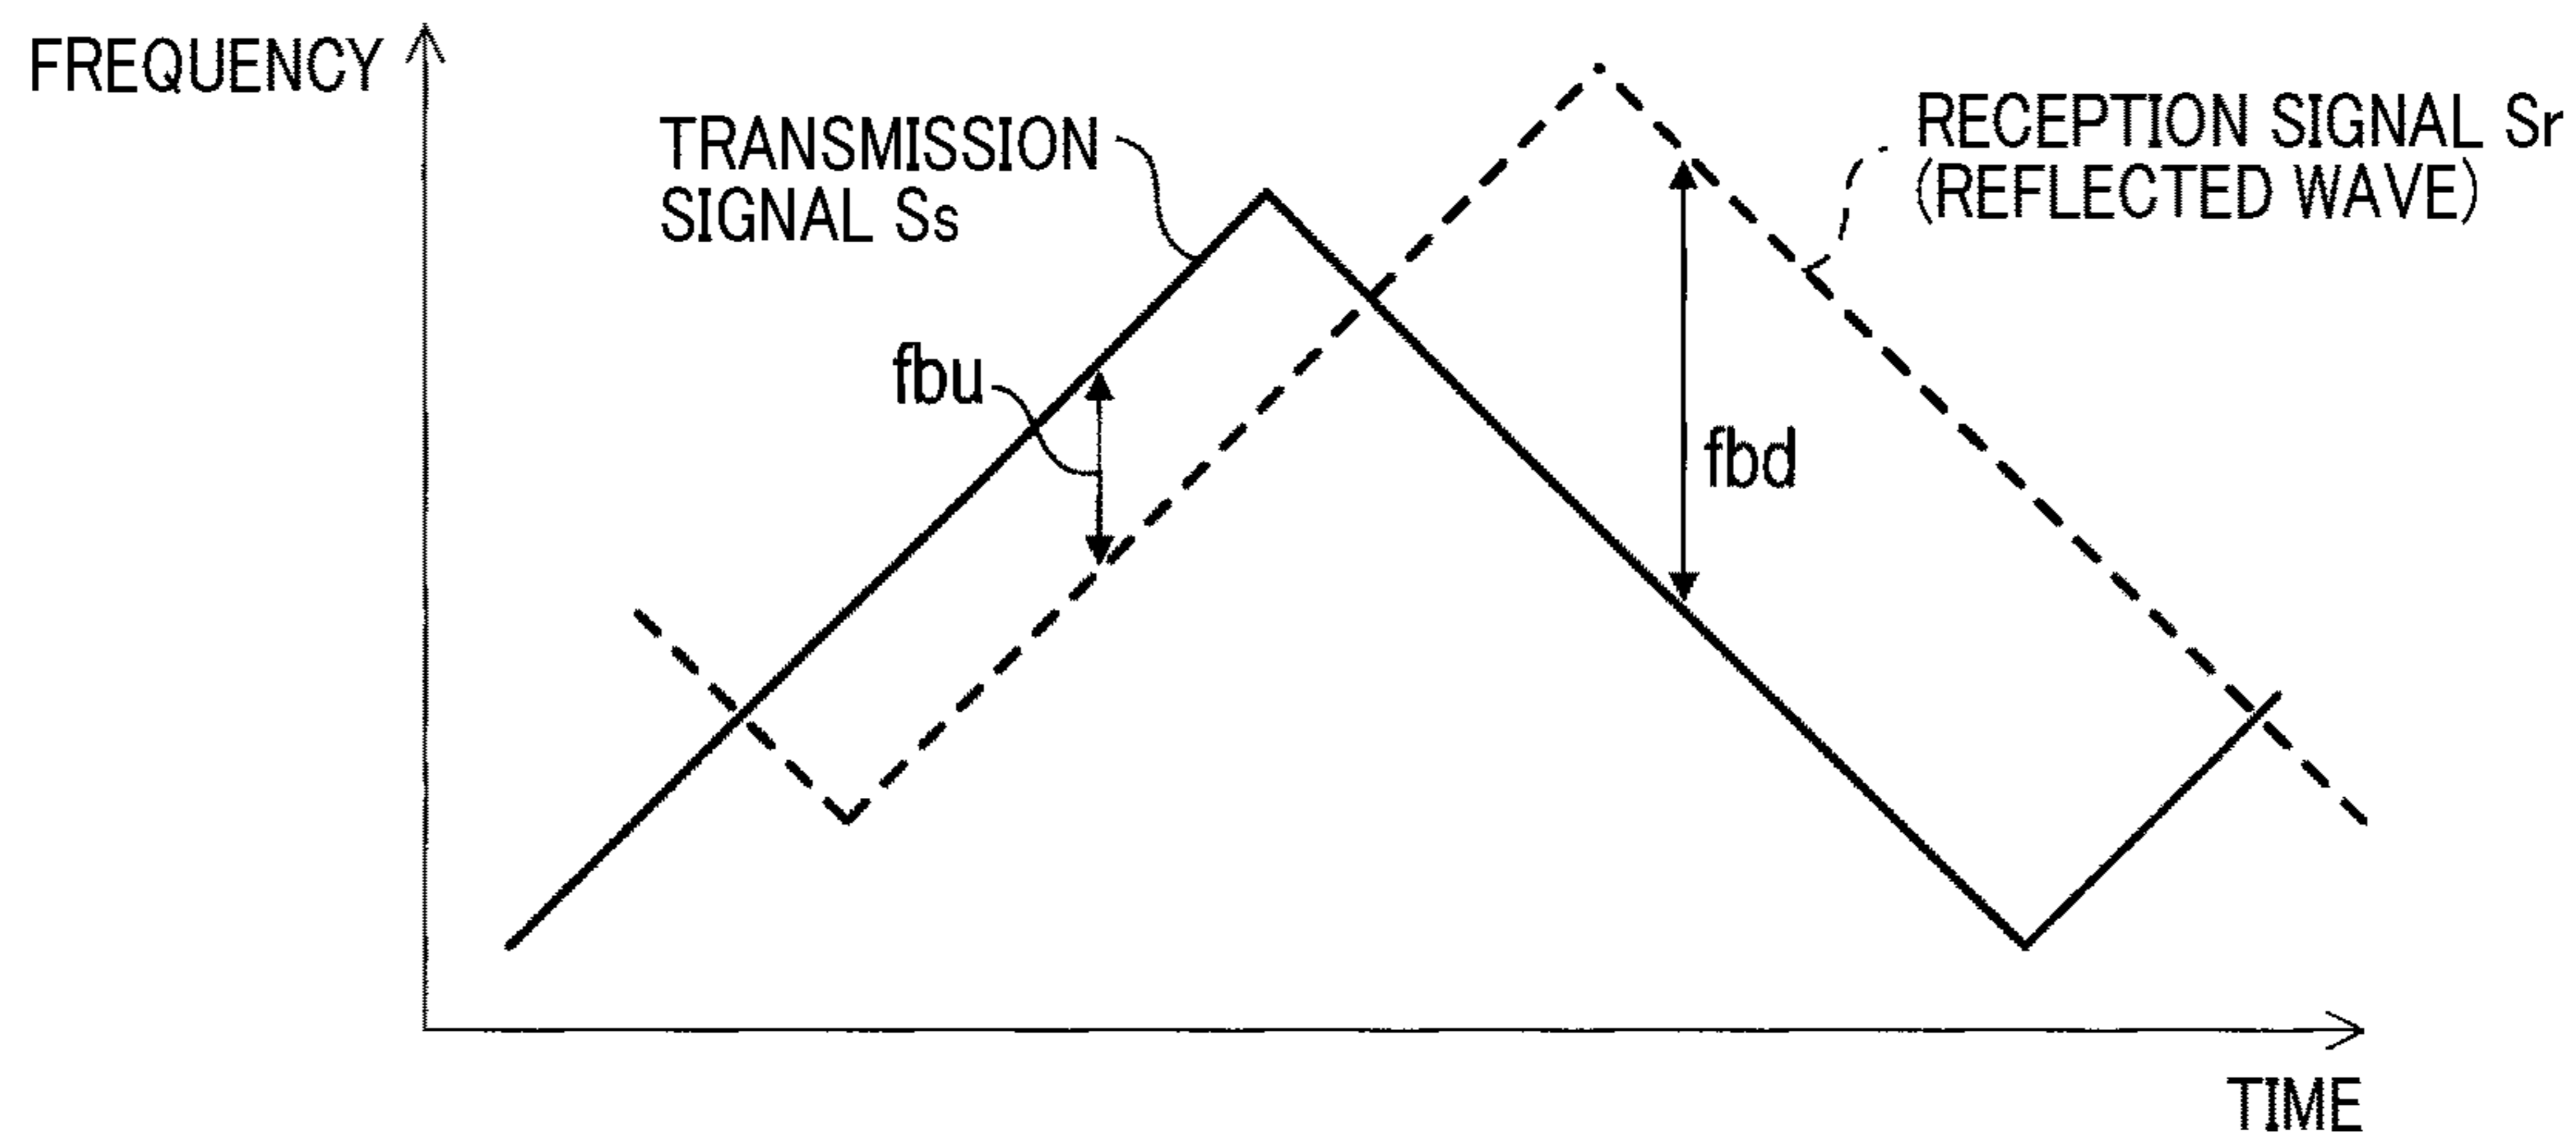 FREQUENCY
TRANSMISSION
SIGNAL Ss
RECEPTION SIGNAL Sr
(REFLECTED WAVE)
fbu
fbd
TIME